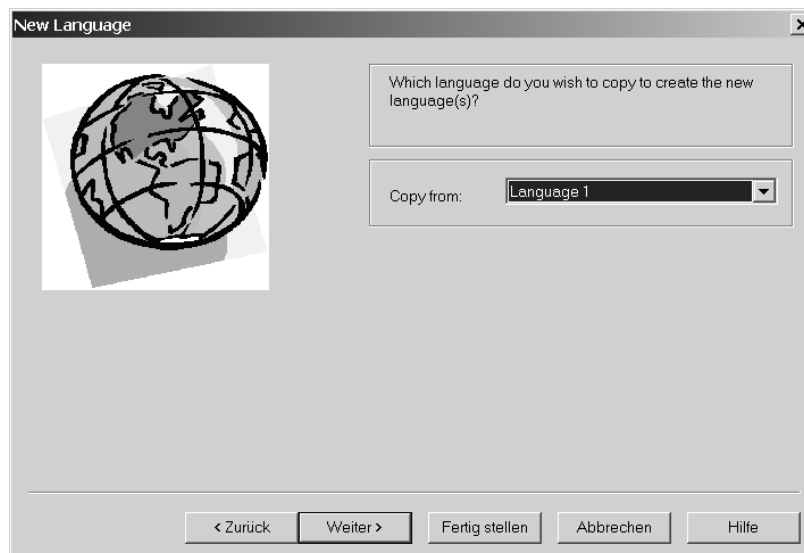 New Language
Which language do you wish to copy to create the new
language(s)?
Copy from:
Language 1
< Zurück
Weiter >
Fertig stellen
Abbrechen
Hilfe